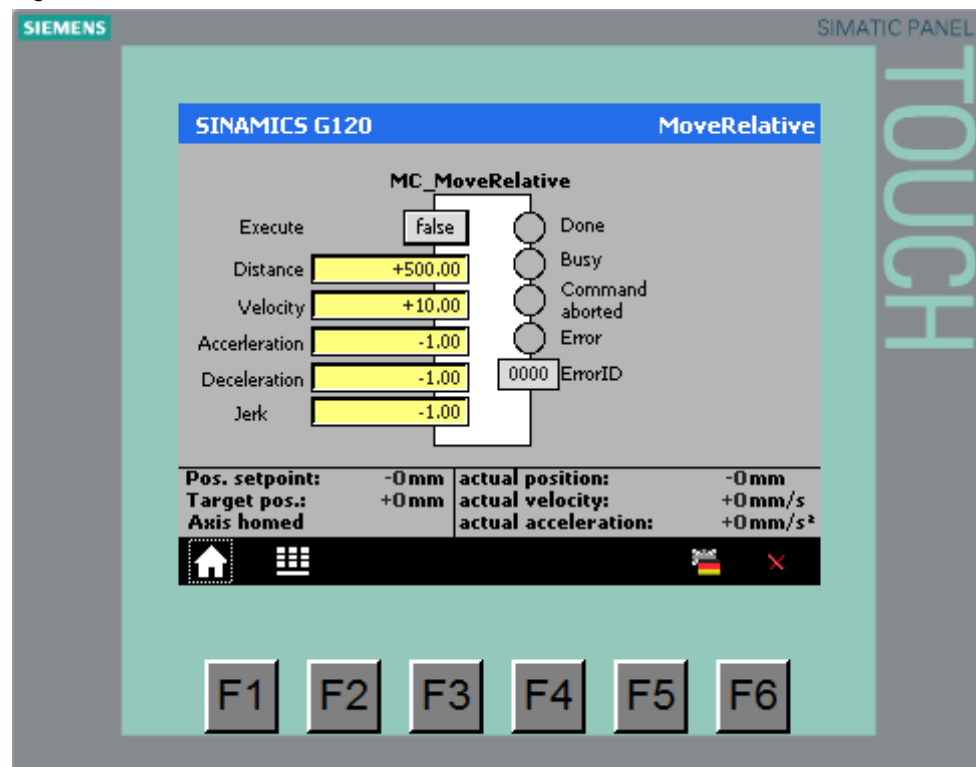 SIEMENS
SIMATIC PANEL
TOUCH
SINAMICS G120 MoveRelative
MC_MoveRelative
Execute false Done
Distance +500.00 Busy
Velocity +10.00 Command
aborted
Accerleration -1.00 Error
Deceleration -1.00 0000 ErrorID
Jerk -1.00
Pos. setpoint: -0mm actual position: -0mm
Target pos.: +0mm actual velocity: +0mm/s
Axis homed actual acceleration: +0mm/s²
F1 F2 F3 F4 F5 F6